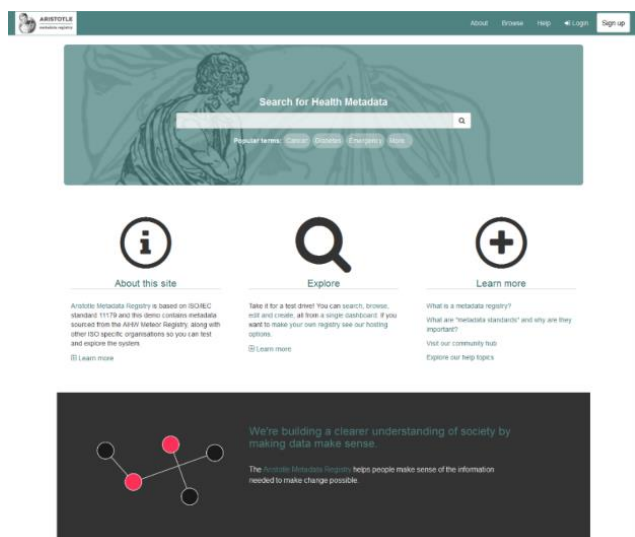 ARISTOTLE
metadata registry
About Browse Help Login Sign up
Search for Health Metadata
Popular terms: Cancer Diabetes Emergency More
About this site
Explore
Learn more
Aristotle Metadata Registry is based on ISO/IEC
standard 11179 and this demo contains metadata
sourced from the AIHW Meteor Registry, along with
other ISO specific organisations so you can test
and explore the system.
Learn more
Take it for a test drive! You can search, browse,
edit and create, all from a single dashboard. If you
want to make your own registry see our hosting
options.
Learn more
What is a metadata registry?
What are "metadata standards" and why are they
important?
Visit our community hub
Explore our help topics
We're building a clearer understanding of society by
making data make sense.
The Aristotle Metadata Registry helps people make sense of the information
needed to make change possible.